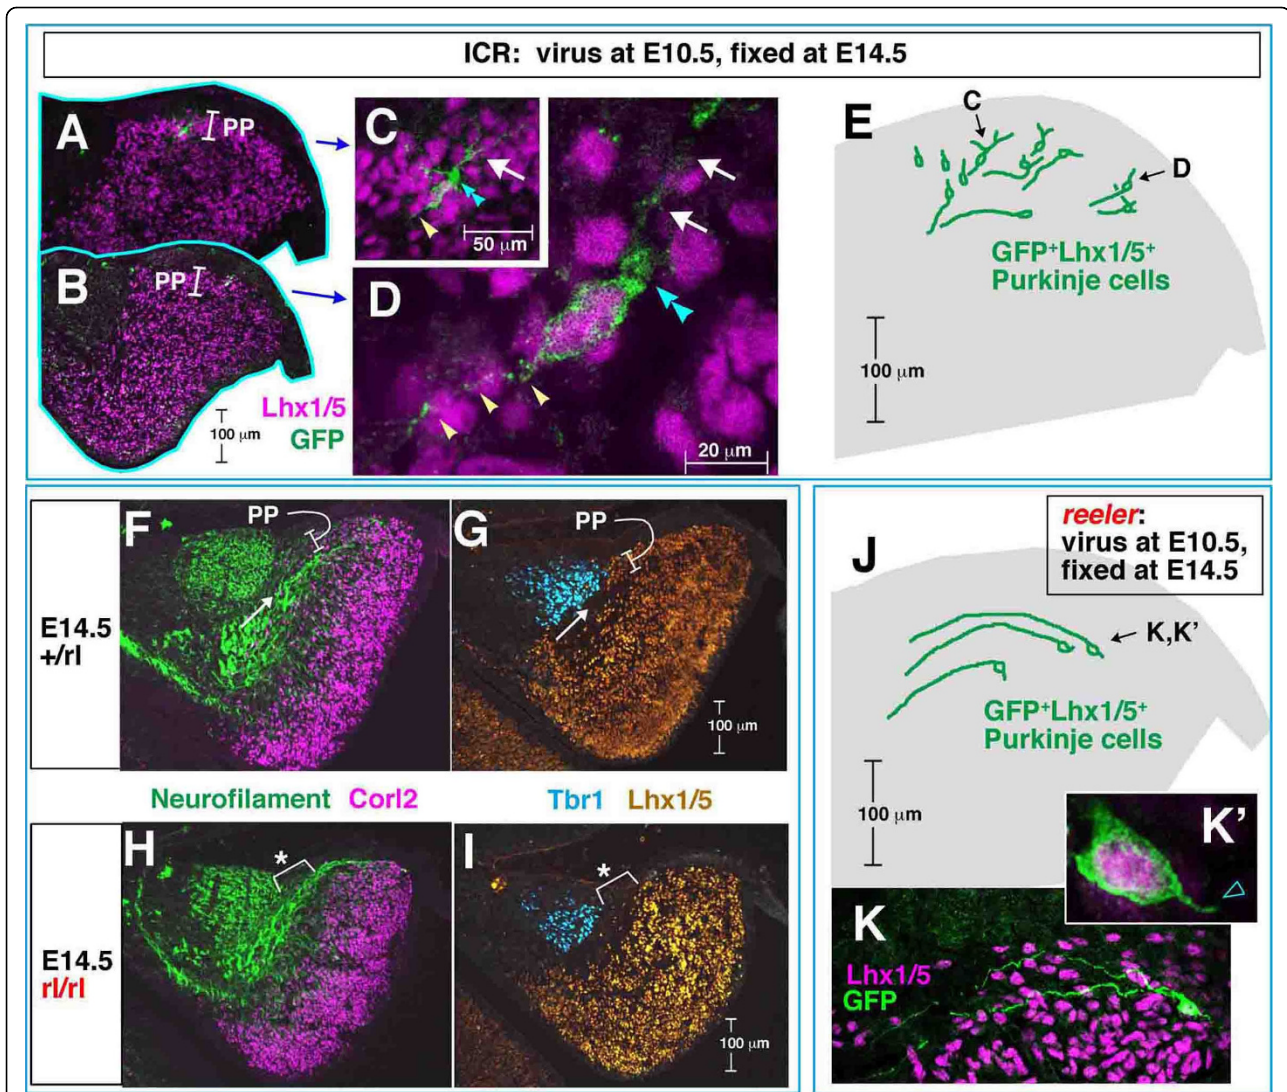 ICR: virus at E10.5, fixed at E14.5
A
PP
B
PP
Lhx1/5
GFP
100 μm
C
50 μm
D
20 μm
E
C
D
GFP+Lhx1/5+
Purkinje cells
100 μm
E14.5
+/rl
F
PP
G
PP
100 μm
Neurofilament Corl2
Tbr1 Lhx1/5
E14.5
rl/rl
H
*
I
*
100 μm
J
reeler:
virus at E10.5,
fixed at E14.5
K,K’
GFP+Lhx1/5+
Purkinje cells
100 μm
K’
K
Lhx1/5
GFP